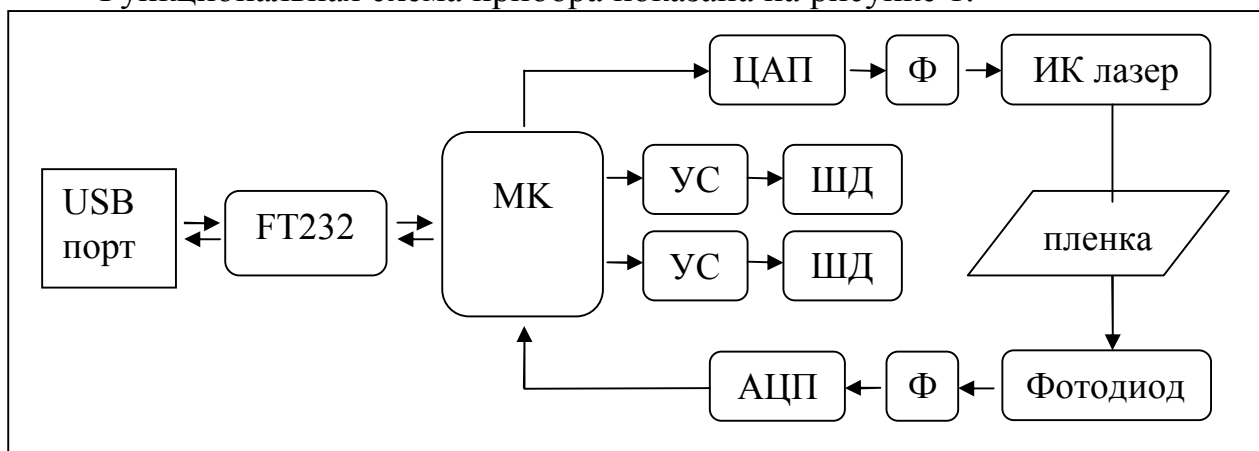 Функциональная схема прибора показана на рисунке 1.
ЦАП
Ф
ИК лазер
USB
порт
FT232
МК
УС
ШД
УС
ШД
пленка
АЦП
Ф
Фотодиод